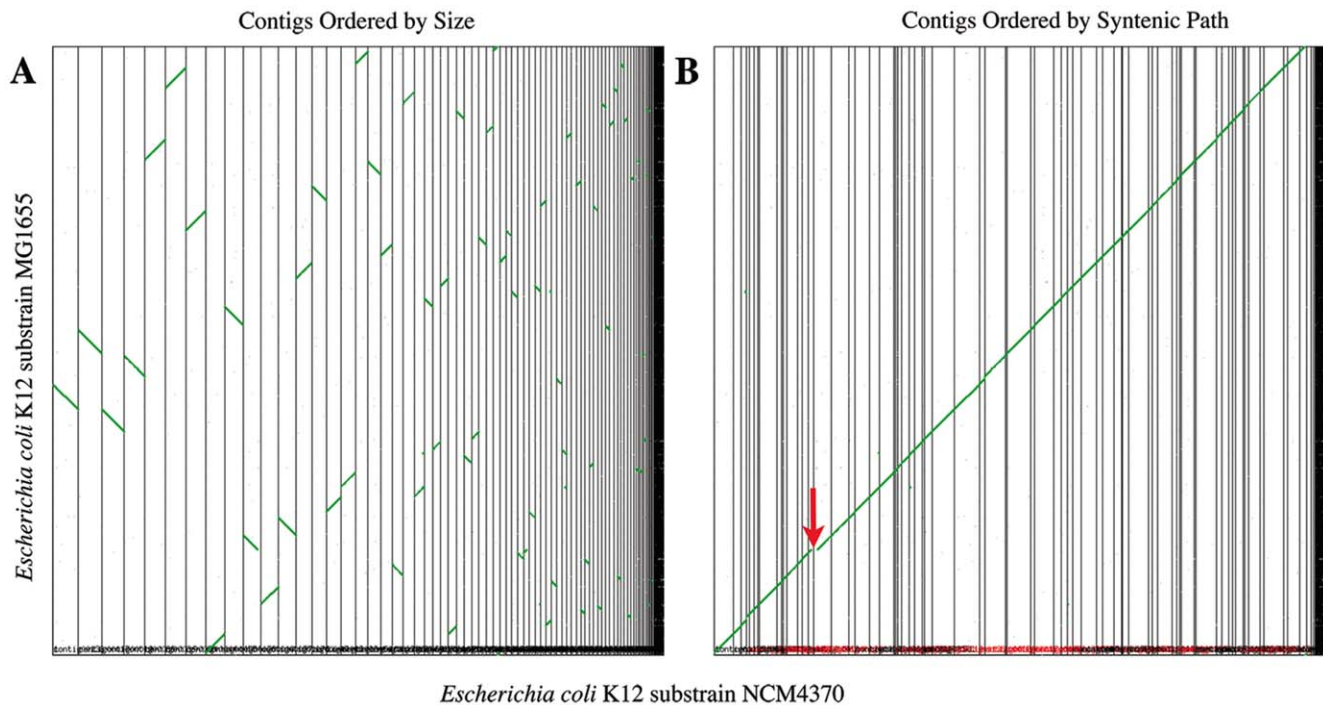 Contigs Ordered by Size
Contigs Ordered by Syntenic Path
A
B
Escherichia coli K12 substrain MG1655
Escherichia coli K12 substrain NCM4370